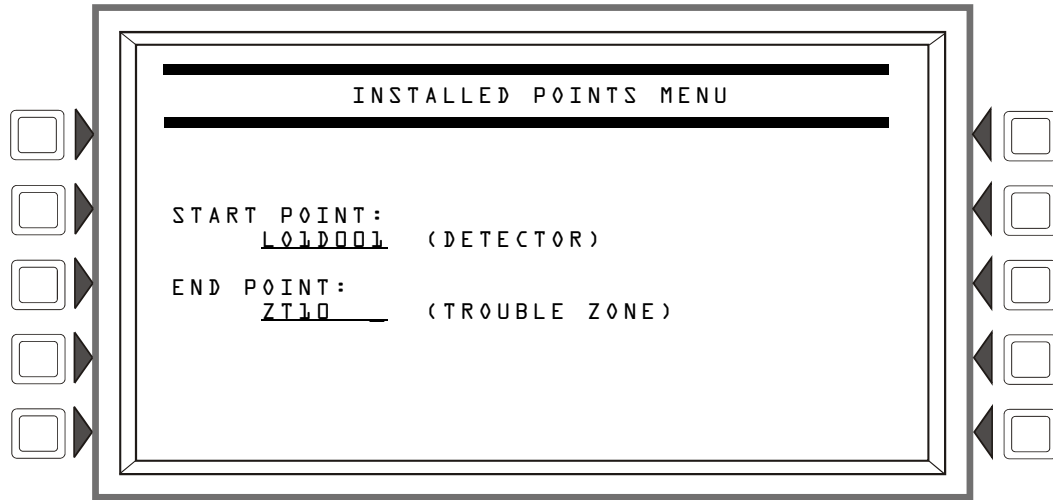 INSTALLED POINTS MENU
START POINT:
L01D001 (DETECTOR)
END POINT:
ZT10 _ (TROUBLE ZONE)